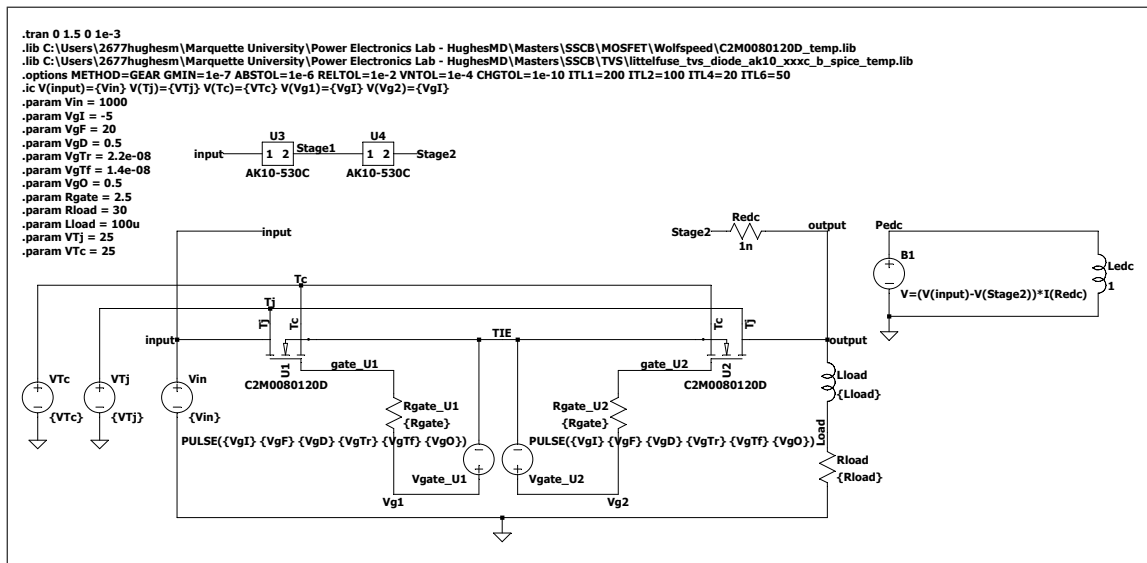 .tran 0 1.5 0 1e-3
.lib C:\Users\2677hughesm\Marquette University\Power Electronics Lab - HughesMD\Masters\SSCB\MOSFET\Wolfspeed\C2M0080120D_temp.lib
.lib C:\Users\2677hughesm\Marquette University\Power Electronics Lab - HughesMD\Masters\SSCB\TVS\littelfuse_tvs_diode_ak10_xxxc_b_spice_temp.lib
.options METHOD=GEAR GMIN=1e-7 ABSTOL=1e-6 RELTOL=1e-2 VNTOL=1e-4 CHGTOL=1e-10 ITL1=200 ITL2=100 ITL4=20 ITL6=50
.ic V(input)={Vin} V(Tj)={VTj} V(Tc)={VTc} V(Vg1)={VgI} V(Vg2)={VgI}
.param Vin = 1000
.param VgI = -5
.param VgF = 20
.param VgD = 0.5
.param VgTr = 2.2e-08
.param VgTf = 1.4e-08
.param VgO = 0.5
.param Rgate = 2.5
.param Rload = 30
.param Lload = 100u
.param VTj = 25
.param VTc = 25
U3 U4
input 1 2 Stage1 1 2 Stage2
AK10-530C AK10-530C
input Stage2 Redc output Pedc
1n
B1 Ledc
V=(V(input)-V(Stage2))*I(Redc) 1
Tc
Tj
Tj Tc Tc Tj
input TIE output
U1 gate_U1 gate_U2 U2
C2M0080120D C2M0080120D
VTc VTj Vin Lload
{VTc} {VTj} {Vin} {Lload}
Rgate_U1 Rgate_U2
{Rgate} {Rgate}
PULSE({VgI} {VgF} {VgD} {VgTr} {VgTf} {VgO}) PULSE({VgI} {VgF} {VgD} {VgTr} {VgTf} {VgO})
Load
Rload
{Rload}
Vgate_U1 Vgate_U2
Vg1 Vg2